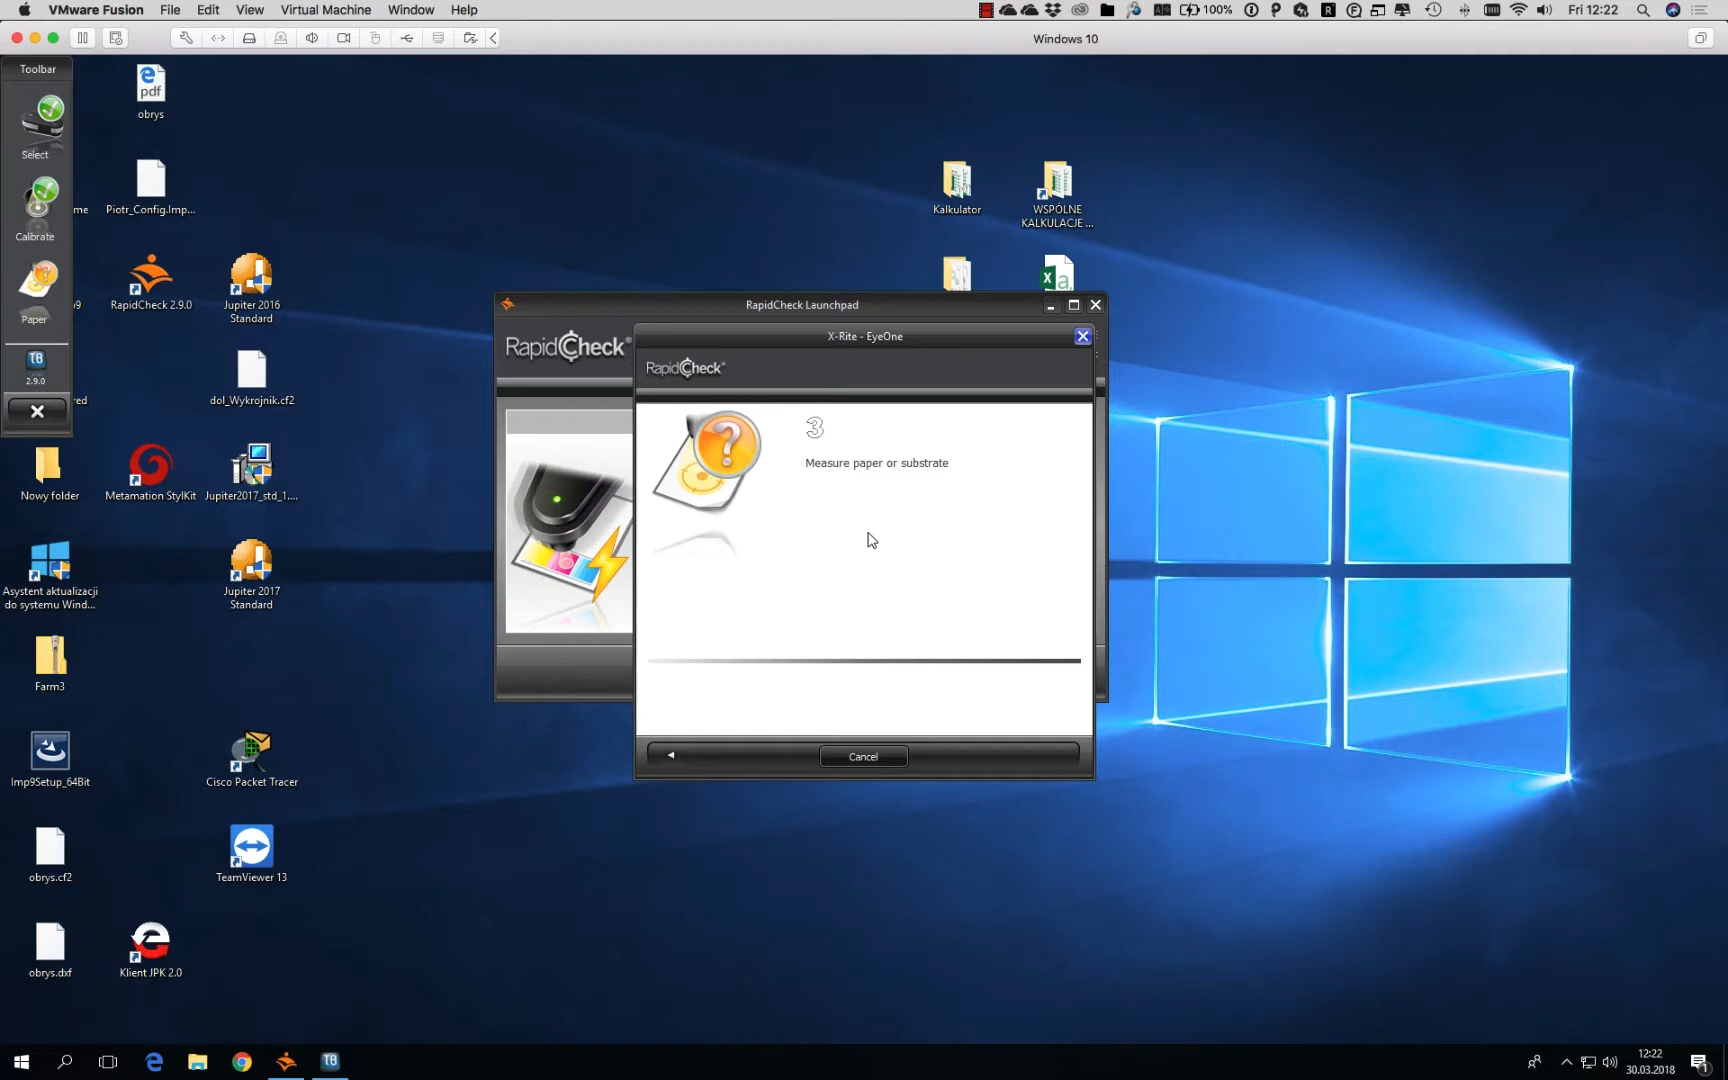 VMware Fusion File Edit View Virtual Machine Window Help 100% Fri 12:22
Windows 10
Toolbar
Select
Calibrate
Paper
TB
2.9.0
pdf
obrys
Piotr_Config.Imp...
RapidCheck 2.9.0
Jupiter 2016
Standard
dol_Wykrojnik.cf2
Nowy folder
Metamation StylKit
Jupiter2017_std_1....
Asystent aktualizacji
do systemu Wind...
Jupiter 2017
Standard
Farm3
Imp9Setup_64Bit
Cisco Packet Tracer
obrys.cf2
TeamViewer 13
obrys.dxf
Klient JPK 2.0
Kalkulator
WSPÓLNE
KALKULACJE ...
RapidCheck Launchpad
RapidCheck®
X-Rite - EyeOne
RapidCheck®
3
Measure paper or substrate
Cancel
TB
12:22
30.03.2018
1